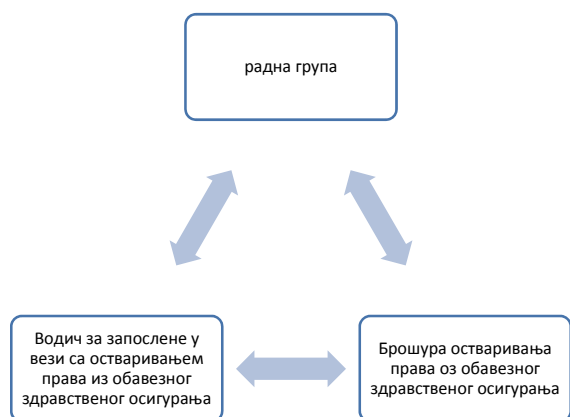 радна група
Водич за запослене у
вези са остваривањем
права из обавезног
здравственог осигурања
Брошура остваривања
права оз обавезног
здравственог осигурања